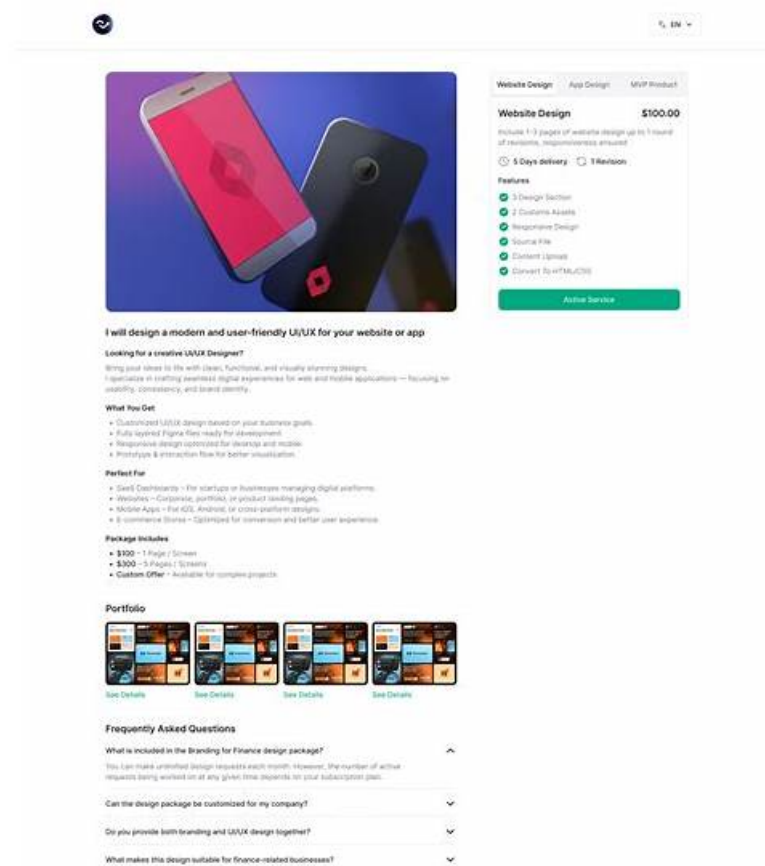 EN
Website Design
App Design
MVP Product
Website Design
$100.00
Include 1-3 pages of website design up to 1 round
of revisions, responsiveness ensured
5 Days delivery
1 Revision
Features
3 Design Section
2 Customs Assets
Responsive Design
Source File
Content Upload
Convert To HTML/CSS
Active Service
I will design a modern and user-friendly UI/UX for your website or app
Looking for a creative UI/UX Designer?
Bring your ideas to life with clean, functional, and visually stunning designs.
I specialize in crafting seamless digital experiences for web and mobile applications — focusing on
usability, consistency, and brand identity.
What You Get
• Customized UI/UX design based on your business goals.
• Fully layered Figma files ready for development.
• Responsive design optimized for desktop and mobile.
• Prototype & interaction flow for better visualization.
Perfect For
• SaaS Dashboards – For startups or businesses managing digital platforms.
• Websites – Corporate, portfolio, or product landing pages.
• Mobile Apps – For iOS, Android, or cross-platform designs.
• E-commerce Stores – Optimized for conversion and better user experience.
Package Includes
• $100 – 1 Page / Screen
• $300 – 5 Pages / Screens
• Custom Offer – Available for complex projects
Portfolio
See Details
See Details
See Details
See Details
Frequently Asked Questions
What is included in the Branding for Finance design package?
You can make unlimited design requests each month. However, the number of active
requests being worked on at any given time depends on your subscription plan.
Can the design package be customized for my company?
Do you provide both branding and UI/UX design together?
What makes this design suitable for finance-related businesses?